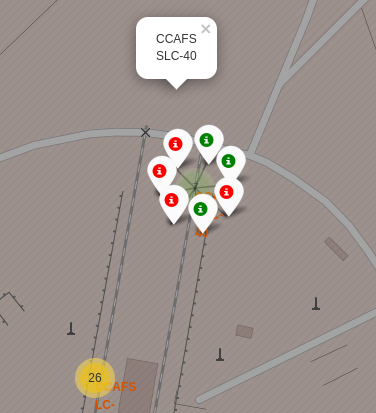 CCAFS
SLC-40
×
26
AFS
LC-